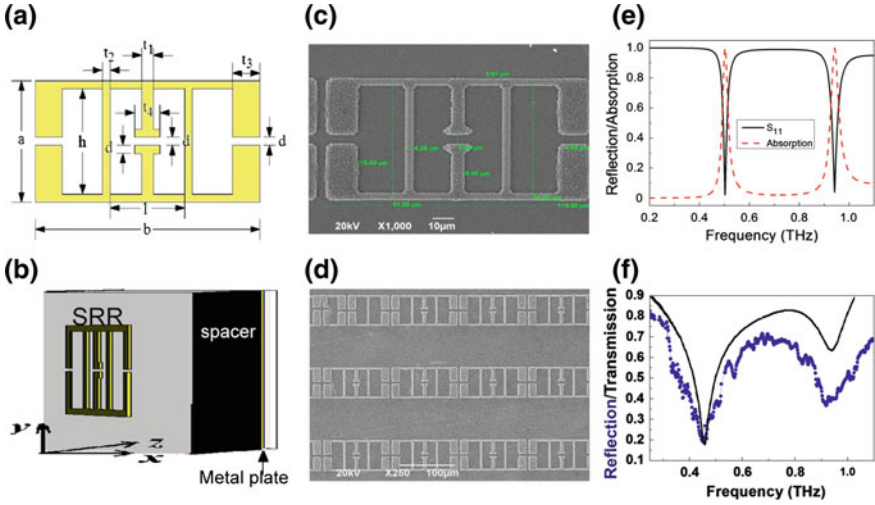 (a)
t1
t2
t3
t4
a
h
d
d
d
l
b
(b)
SRR
spacer
y
z
x
Metal plate
(c)
20kV X1,000 10μm
(d)
20kV X250 100μm
(e)
Reflection/Absorption
1.0
0.8
0.6
0.4
0.2
0.0
S11
Absorption
0.2 0.4 0.6 0.8 1.0
Frequency (THz)
(f)
Reflection/Transmission
0.9
0.8
0.7
0.6
0.5
0.4
0.3
0.2
0.1
0.4 0.6 0.8 1.0
Frequency (THz)